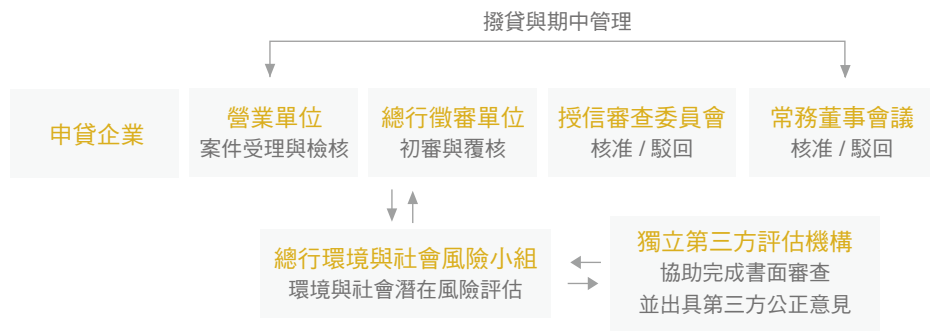 撥貸與期中管理
申貸企業
營業單位
案件受理與檢核
總行徵審單位
初審與覆核
授信審查委員會
核准 / 駁回
常務董事會議
核准 / 駁回
總行環境與社會風險小組
環境與社會潛在風險評估
獨立第三方評估機構
協助完成書面審查
並出具第三方公正意見